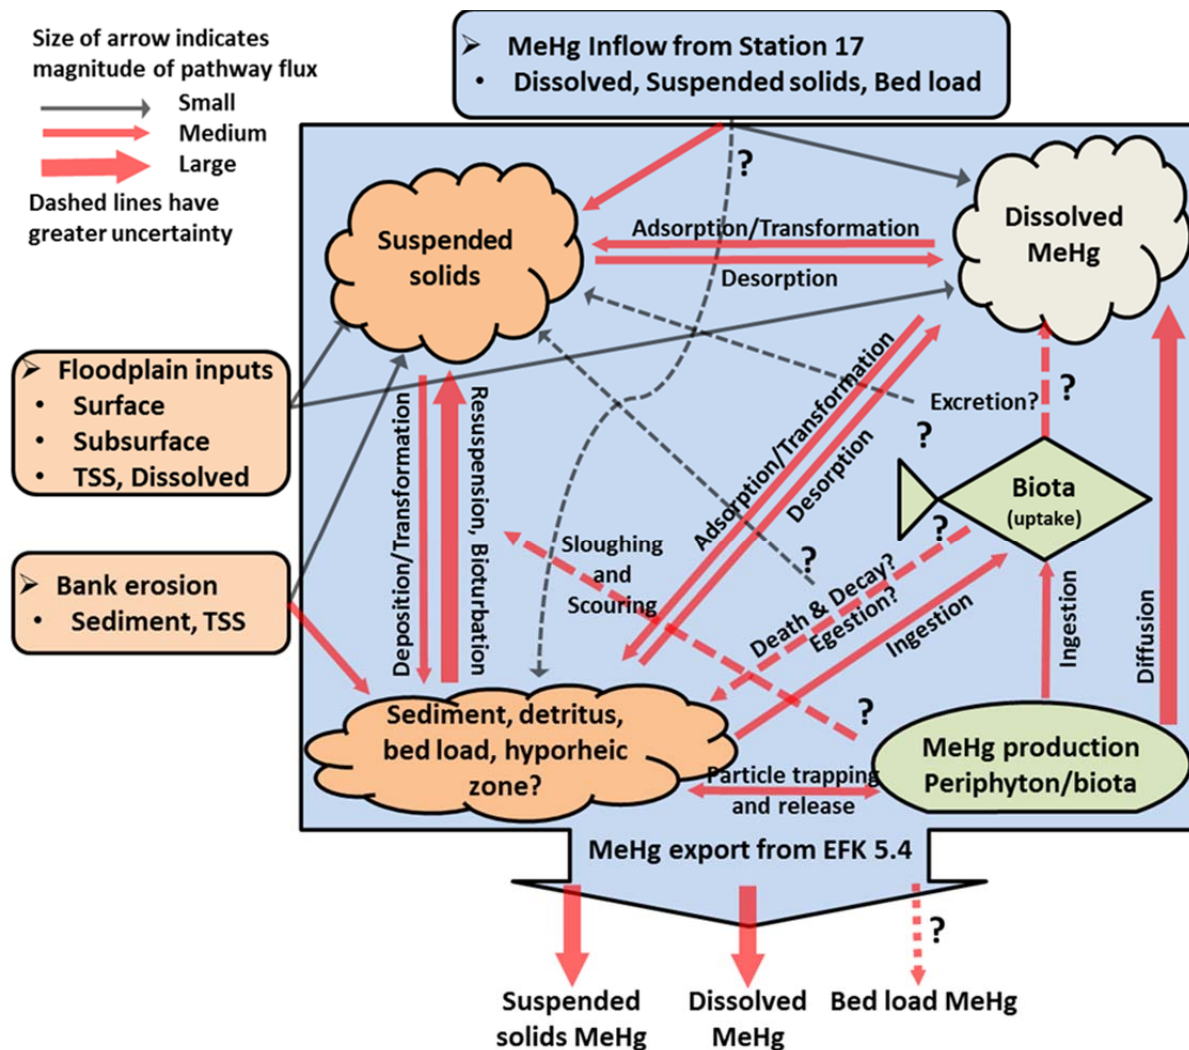 Size of arrow indicates
magnitude of pathway flux
Small
Medium
Large
Dashed lines have
greater uncertainty
➢ MeHg Inflow from Station 17
• Dissolved, Suspended solids, Bed load
?
Suspended
solids
Adsorption/Transformation
Desorption
Dissolved
MeHg
➢ Floodplain inputs
• Surface
• Subsurface
• TSS, Dissolved
➢ Bank erosion
• Sediment, TSS
Deposition/Transformation
Resuspension, Bioturbation
Adsorption/Transformation
Desorption
Excretion?
?
?
Biota
(uptake)
?
Sloughing
and
Scouring
?
Death & Decay?
Egestion?
Ingestion
Ingestion
Diffusion
?
Sediment, detritus,
bed load, hyporheic
zone?
Particle trapping
and release
MeHg production
Periphyton/biota
MeHg export from EFK 5.4
?
Suspended
solids MeHg
Dissolved
MeHg
Bed load MeHg